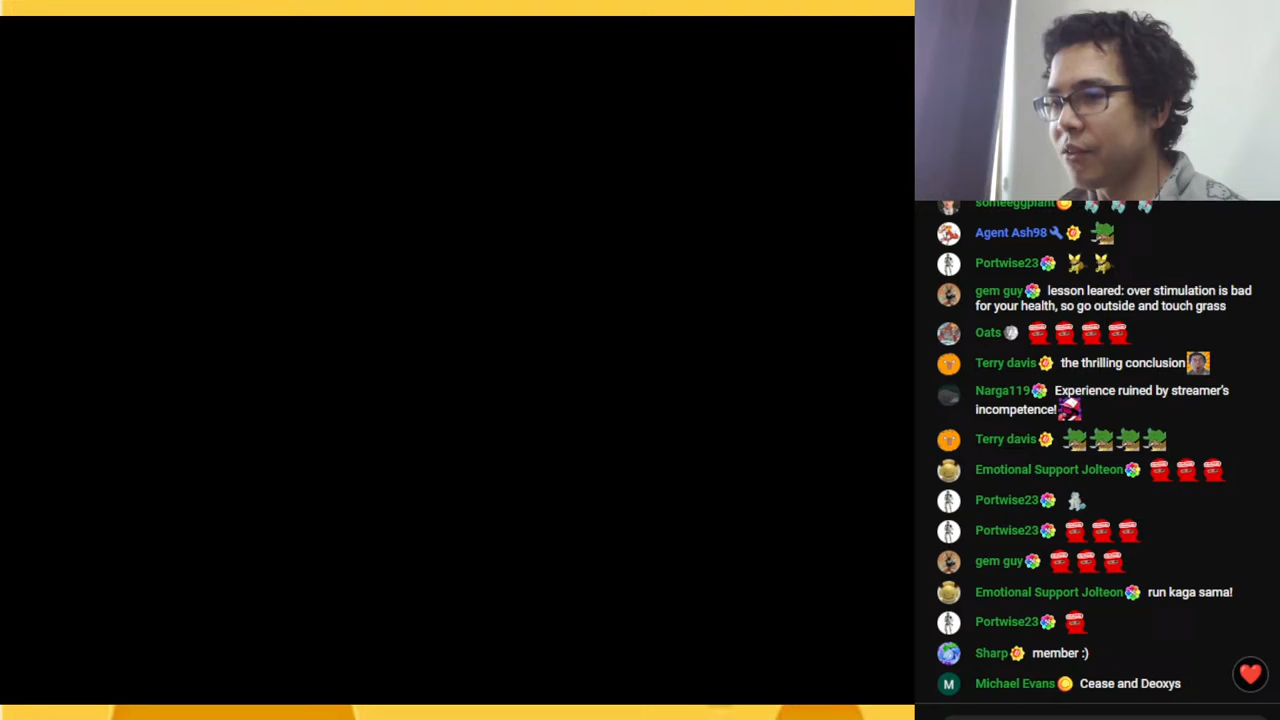 someeggplant
Agent Ash98
Portwise23
gem guy lesson leared: over stimulation is bad
for your health, so go outside and touch grass
Oats
Terry davis the thrilling conclusion
Narga119 Experience ruined by streamer's
incompetence!
Terry davis
Emotional Support Jolteon
Portwise23
Portwise23
gem guy
Emotional Support Jolteon run kaga sama!
Portwise23
Sharp member :)
M Michael Evans Cease and Deoxys